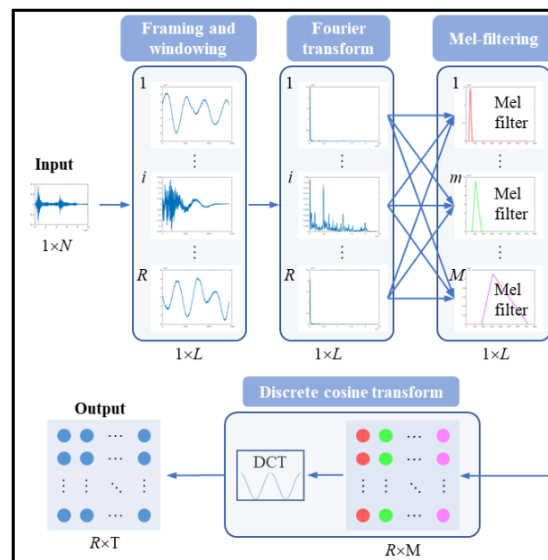 Framing and
windowing
Fourier
transform
Mel-filtering
1
1
1
Mel
filter
⋮
⋮
⋮
Input
1×N
i
i
m
Mel
filter
⋮
⋮
⋮
R
R
M
Mel
filter
1×L
1×L
1×L
Discrete cosine transform
Output
DCT
⋯
⋯
⋯
⋯
⋮ ⋮ ⋱ ⋮
⋮ ⋮ ⋱ ⋮
⋯
⋯
R×T
R×M